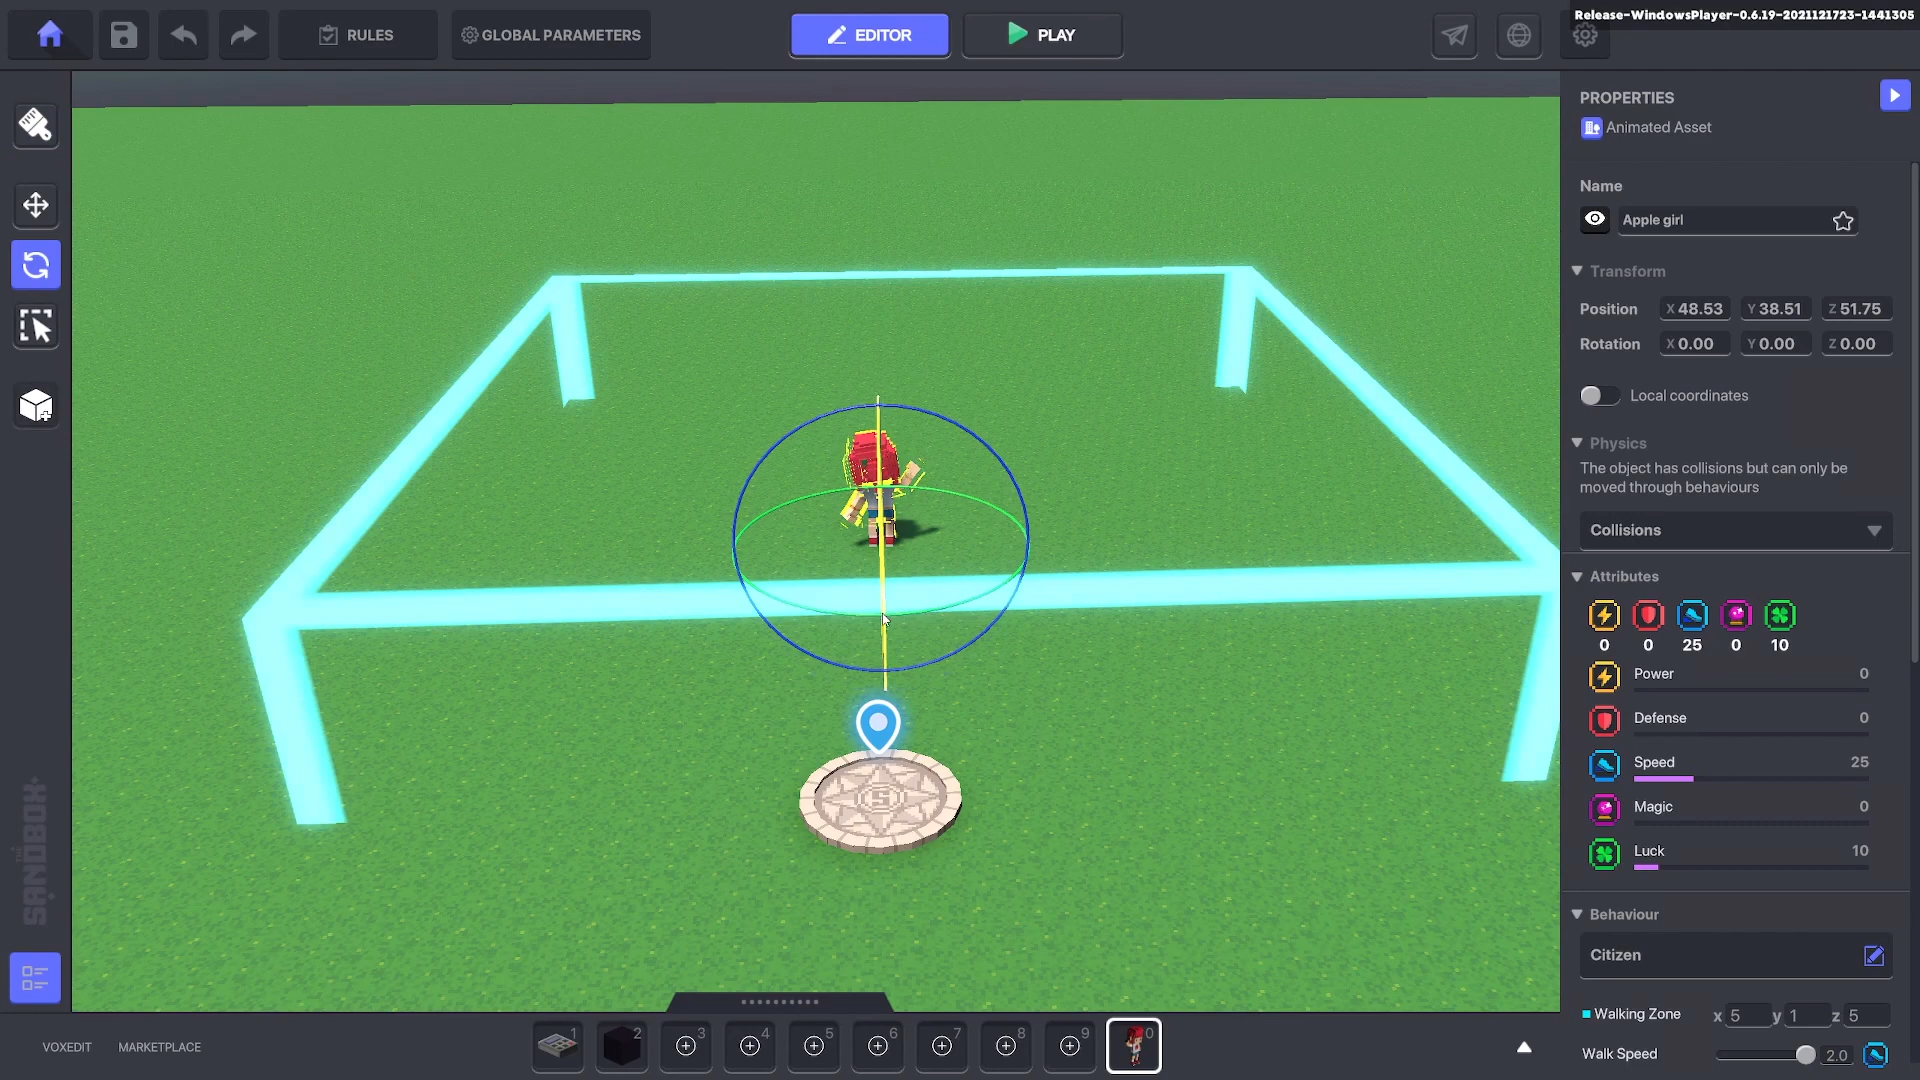 Release-WindowsPlayer-0.6.19-2021121723-1441305
RULES
GLOBAL PARAMETERS
EDITOR
PLAY
PROPERTIES
Animated Asset
Name
Apple girl
Transform
Position X 48.53 Y 38.51 Z 51.75
Rotation X 0.00 Y 0.00 Z 0.00
Local coordinates
Physics
The object has collisions but can only be
moved through behaviours
Collisions
Attributes
0 0 25 0 10
Power 0
Defense 0
Speed 25
Magic 0
Luck 10
Behaviour
Citizen
Walking Zone x 5 y 1 z 5
Walk Speed 2.0
THE SANDBOX
VOXEDIT MARKETPLACE
1 2 3 4 5 6 7 8 9 0